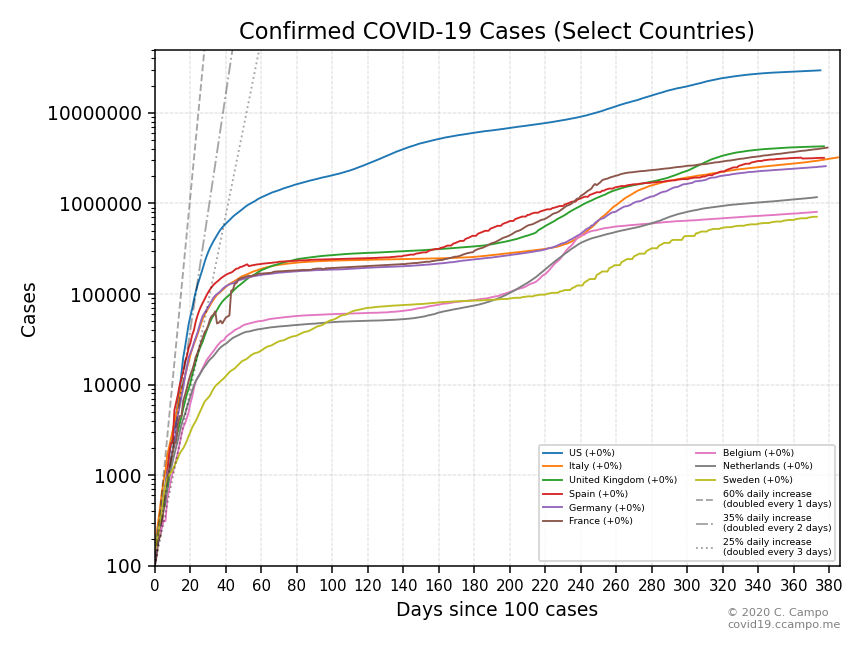 Confirmed COVID-19 Cases (Select Countries)
Cases
10000000
1000000
100000
10000
1000
100
0 20 40 60 80 100 120 140 160 180 200 220 240 260 280 300 320 340 360 380
Days since 100 cases
US (+0%)
Italy (+0%)
United Kingdom (+0%)
Spain (+0%)
Germany (+0%)
France (+0%)
Belgium (+0%)
Netherlands (+0%)
Sweden (+0%)
60% daily increase
(doubled every 1 days)
35% daily increase
(doubled every 2 days)
25% daily increase
(doubled every 3 days)
© 2020 C. Campo
covid19.ccampo.me